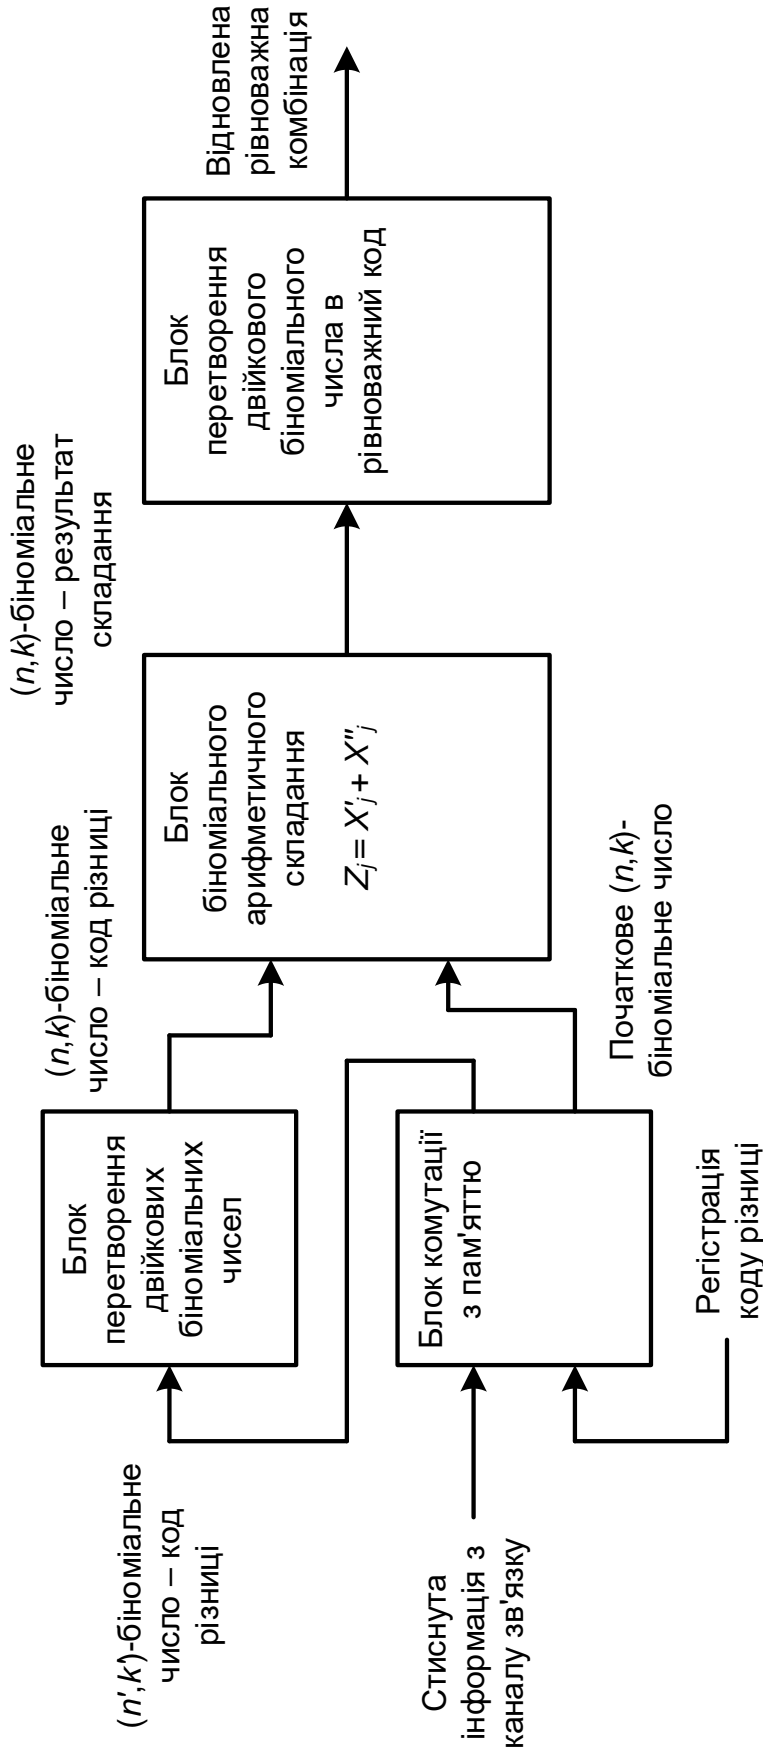 (n',k')-біноміальне
число – код
різниці
Стиснута
інформація з
каналу зв'язку
Блок
перетворення
двійкових
біноміальних
чисел
Блок комутації
з пам'яттю
Регістрація
коду різниці
(n,k)-біноміальне
число – код різниці
Початкове (n,k)-
біноміальне число
Блок
біноміального
арифметичного
складання
Zj = X'j + X''j
(n,k)-біноміальне
число – результат
складання
Блок
перетворення
двійкового
біноміального
числа в
рівноважний код
Відновлена
рівноважна
комбінація